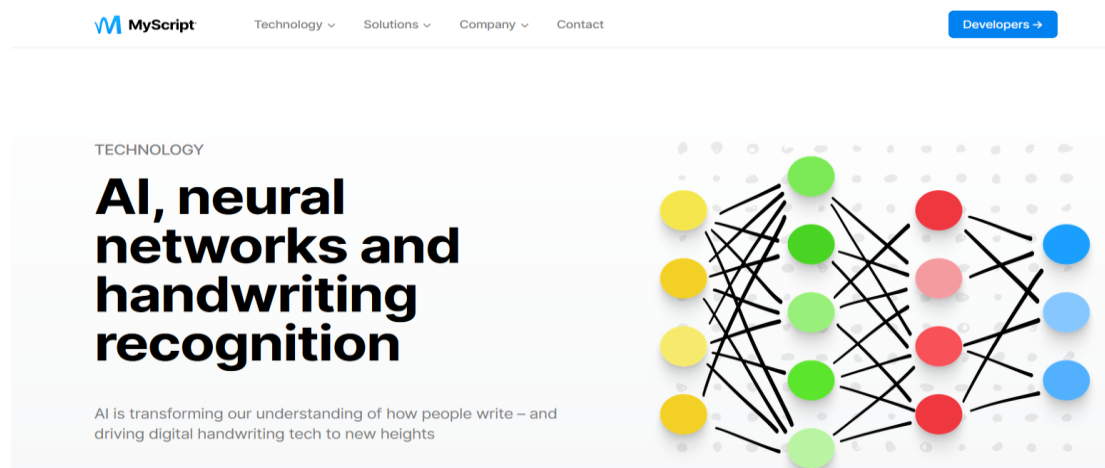 MyScript
Technology Solutions Company Contact
Developers →
TECHNOLOGY
AI, neural
networks and
handwriting
recognition
AI is transforming our understanding of how people write – and
driving digital handwriting tech to new heights